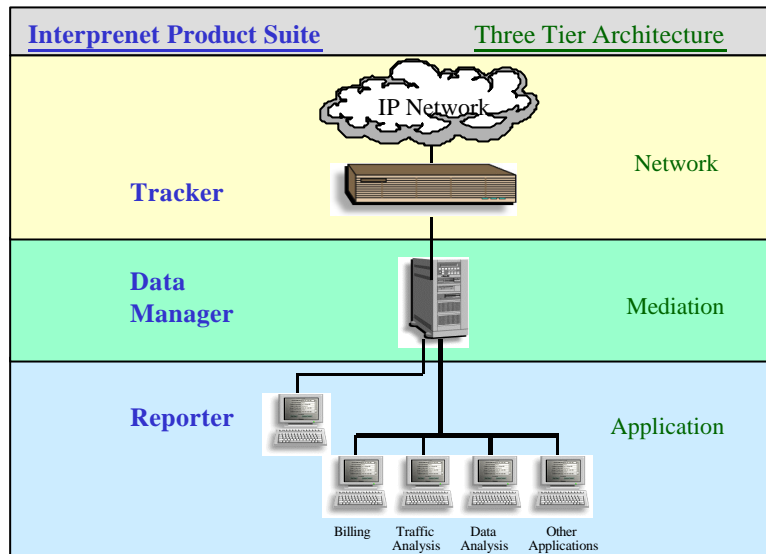 Interprenet Product Suite
Three Tier Architecture
IP Network
Network
Tracker
Data
Manager
Mediation
Reporter
Application
Billing
Traffic
Analysis
Data
Analysis
Other
Applications